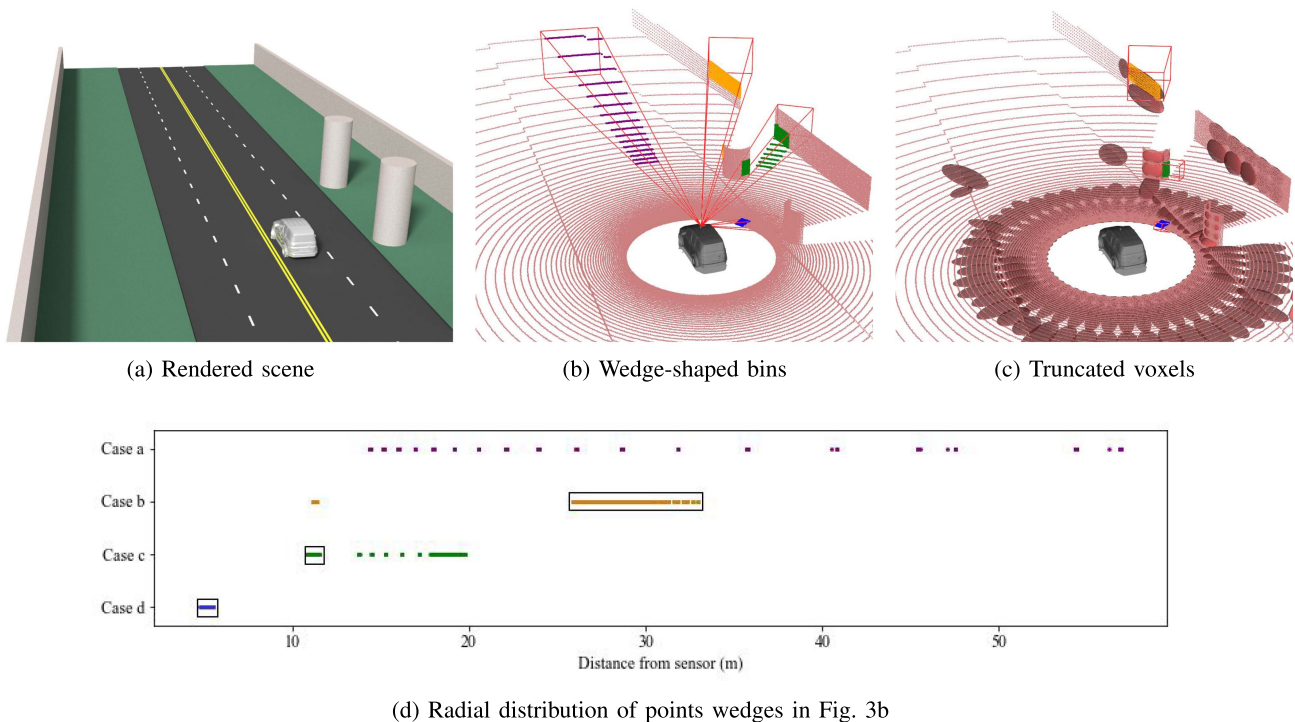 (a) Rendered scene
(b) Wedge-shaped bins
(c) Truncated voxels
Case a
Case b
Case c
Case d
10
20
30
40
50
Distance from sensor (m)
(d) Radial distribution of points wedges in Fig. 3b